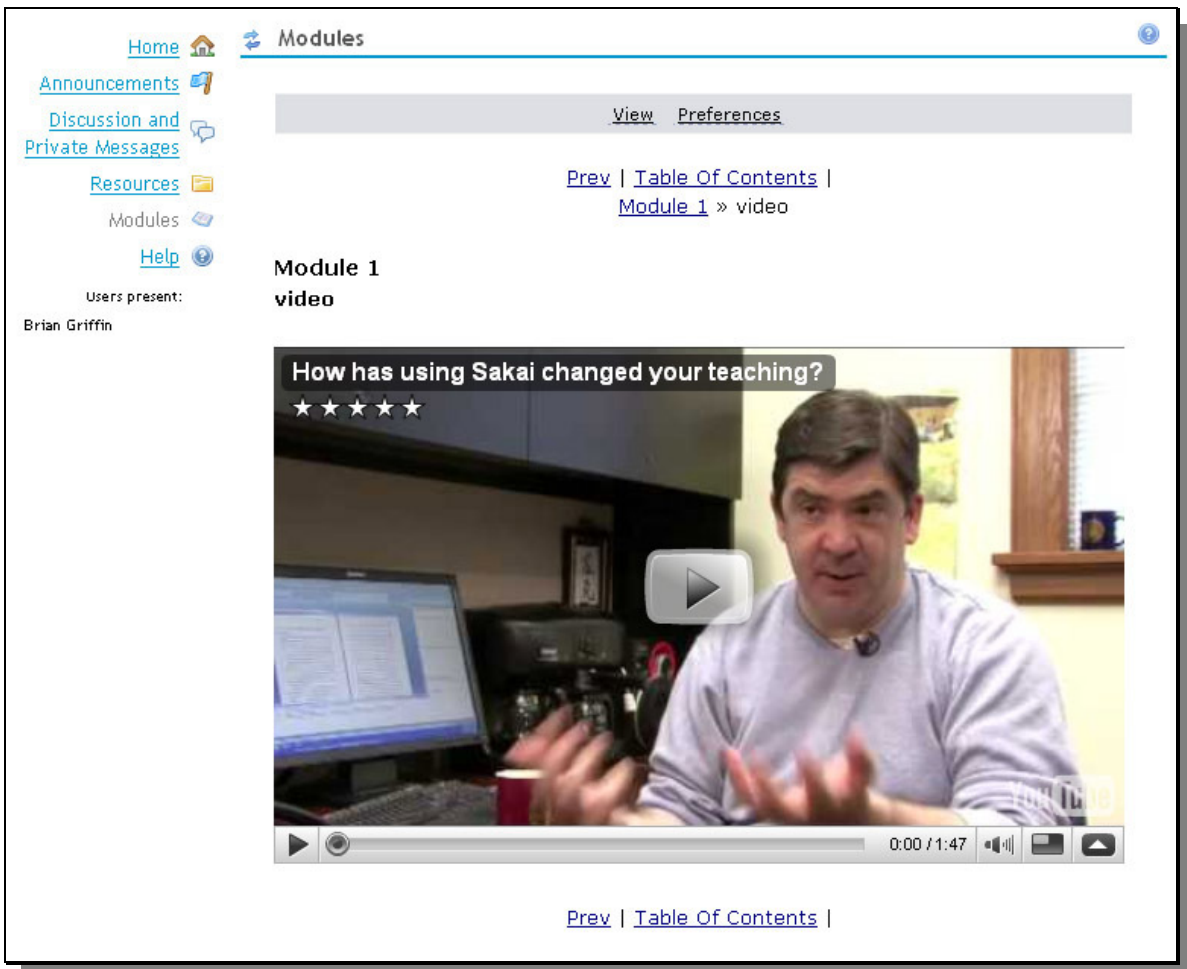 Home
Announcements
Discussion and
Private Messages
Resources
Modules
Help
Users present:
Brian Griffin
Modules
View Preferences
Prev | Table Of Contents |
Module 1 » video
Module 1
video
How has using Sakai changed your teaching?
YouTube
0:00 / 1:47
Prev | Table Of Contents |